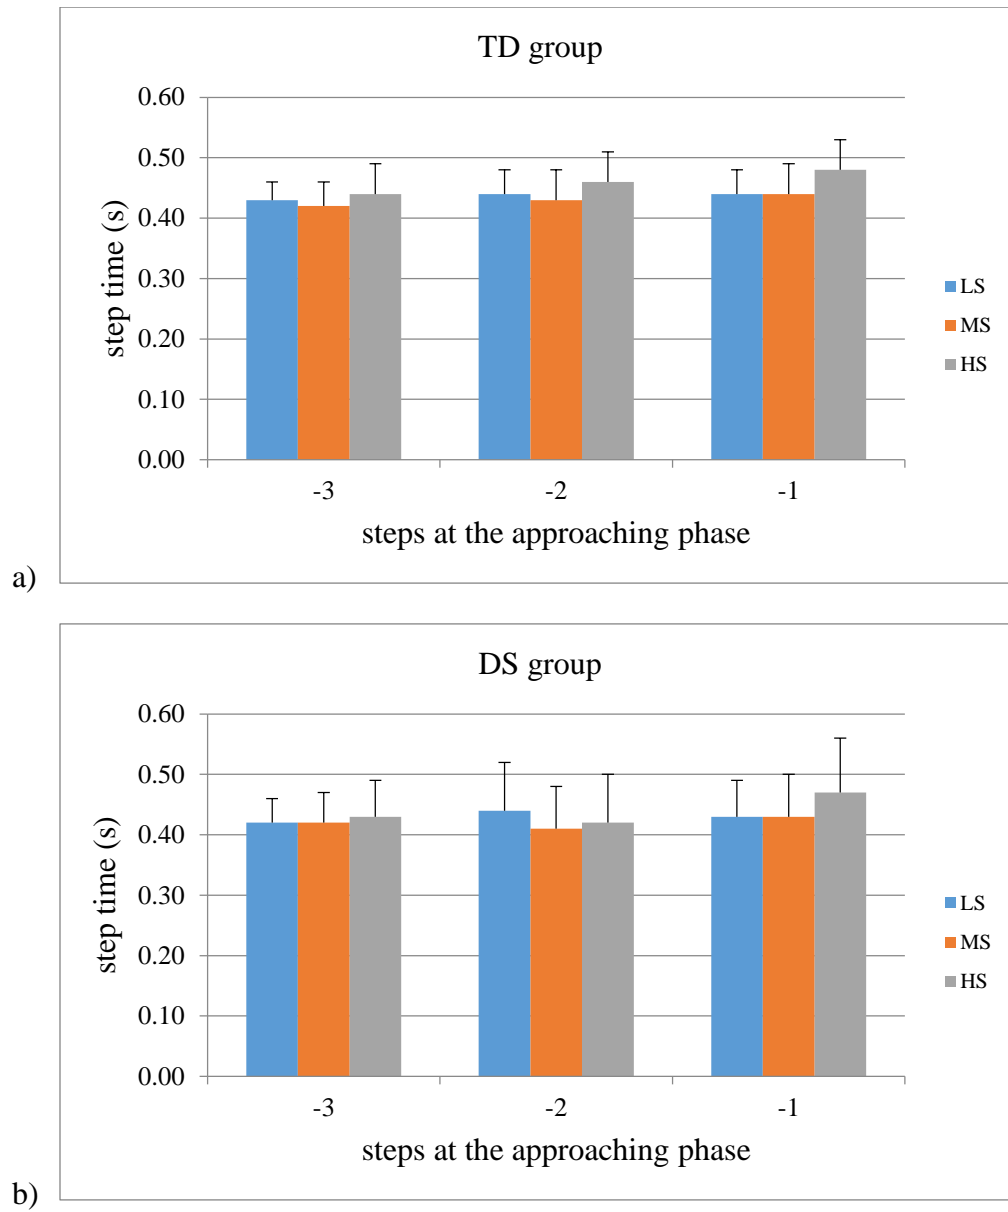 TD group
0.60
0.50
0.40
0.30
0.20
0.10
0.00
step time (s)
-3 -2 -1
steps at the approaching phase
LS
MS
HS
a)
DS group
0.60
0.50
0.40
0.30
0.20
0.10
0.00
step time (s)
-3 -2 -1
steps at the approaching phase
LS
MS
HS
b)